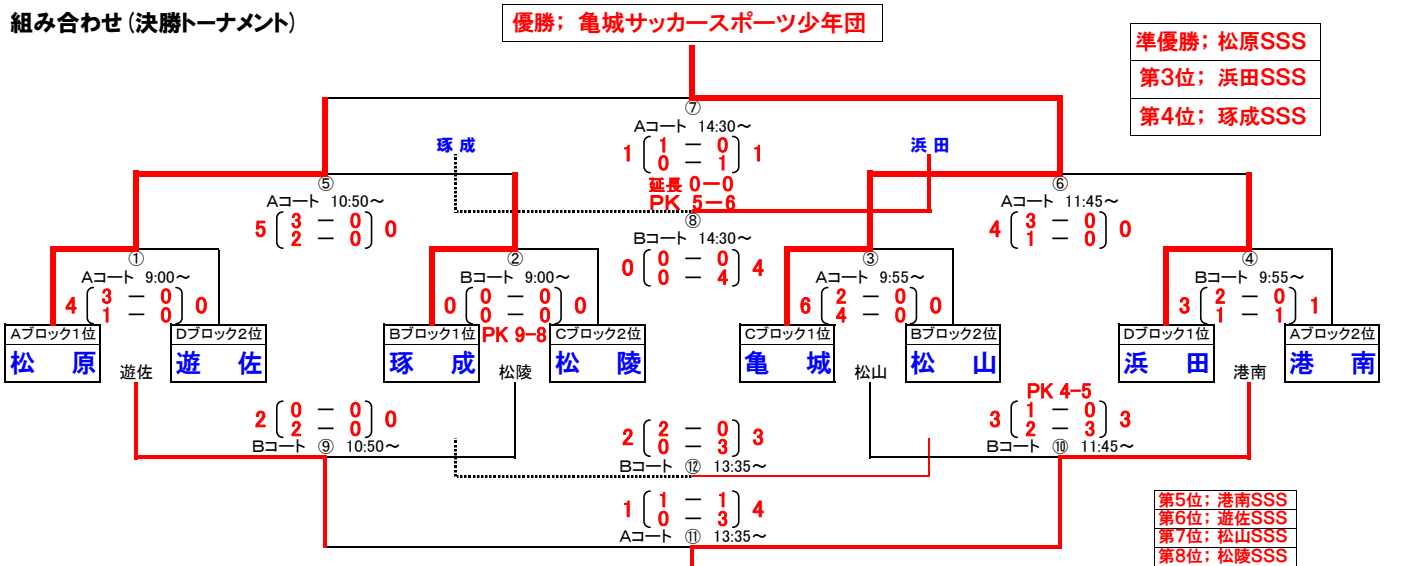 組み合わせ（決勝トーナメント）
優勝； 亀城サッカースポーツ少年団
準優勝； 松原SSS
第3位； 浜田SSS
第4位； 琢成SSS
⑦
Aコート 14:30～
1 1 － 0 1
0 － 1
延長 0－0
PK 5－6
琢 成
浜 田
⑤
Aコート 10:50～
5 3 － 0 0
2 － 0
⑥
Aコート 11:45～
4 3 － 0 0
1 － 0
⑧
Bコート 14:30～
0 0 － 0 4
0 － 4
①
Aコート 9:00～
4 3 － 0 0
1 － 0
②
Bコート 9:00～
0 0 － 0 0
0 － 0
PK 9-8
③
Aコート 9:55～
6 2 － 0 0
4 － 0
④
Bコート 9:55～
3 2 － 0 1
1 － 1
Aブロック1位
松 原
Dブロック2位
遊 佐
Bブロック1位
琢 成
Cブロック2位
松 陵
Cブロック1位
亀 城
Bブロック2位
松 山
Dブロック1位
浜 田
Aブロック2位
港 南
遊佐
松陵
松山
港南
2 0 － 0 0
2 － 0
Bコート ⑨ 10:50～
PK 4-5
3 1 － 0 3
2 － 3
Bコート ⑩ 11:45～
2 2 － 0 3
0 － 3
Bコート ⑫ 13:35～
1 1 － 1 4
0 － 3
Aコート ⑪ 13:35～
第5位； 港南SSS
第6位； 遊佐SSS
第7位； 松山SSS
第8位； 松陵SSS